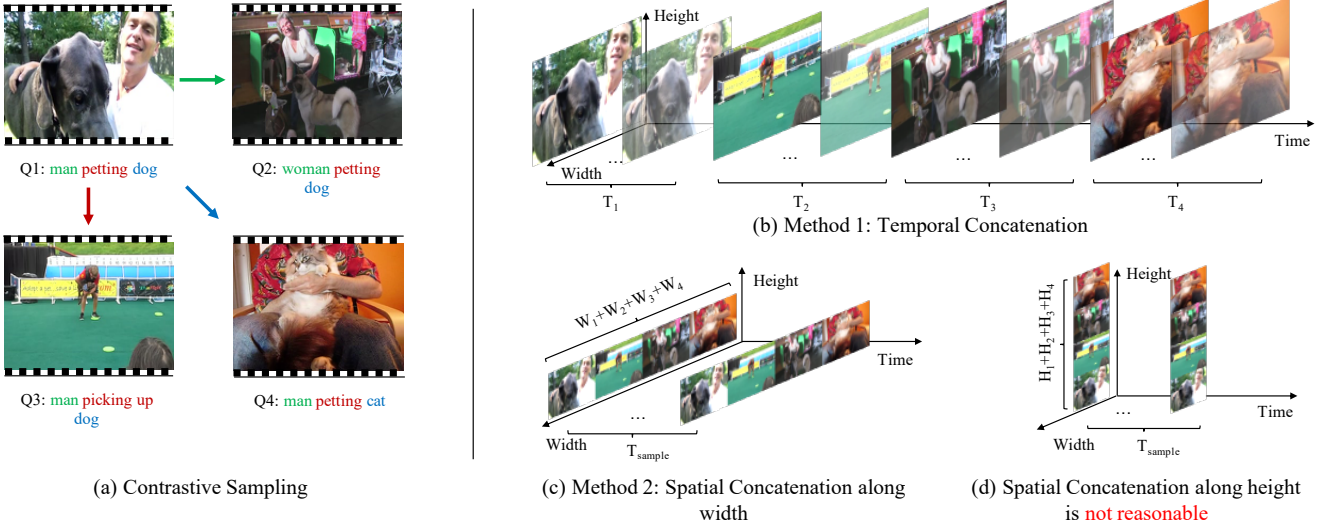 Q1: man petting dog
Q2: woman petting
dog
Q3: man picking up
dog
Q4: man petting cat
(a) Contrastive Sampling
Height
Width
Time
...
...
...
...
T1
T2
T3
T4
(b) Method 1: Temporal Concatenation
W1+W2+W3+W4
Height
Time
Width
...
Tsample
(c) Method 2: Spatial Concatenation along
width
H1+H2+H3+H4
Height
Time
Width
...
Tsample
(d) Spatial Concatenation along height
is not reasonable